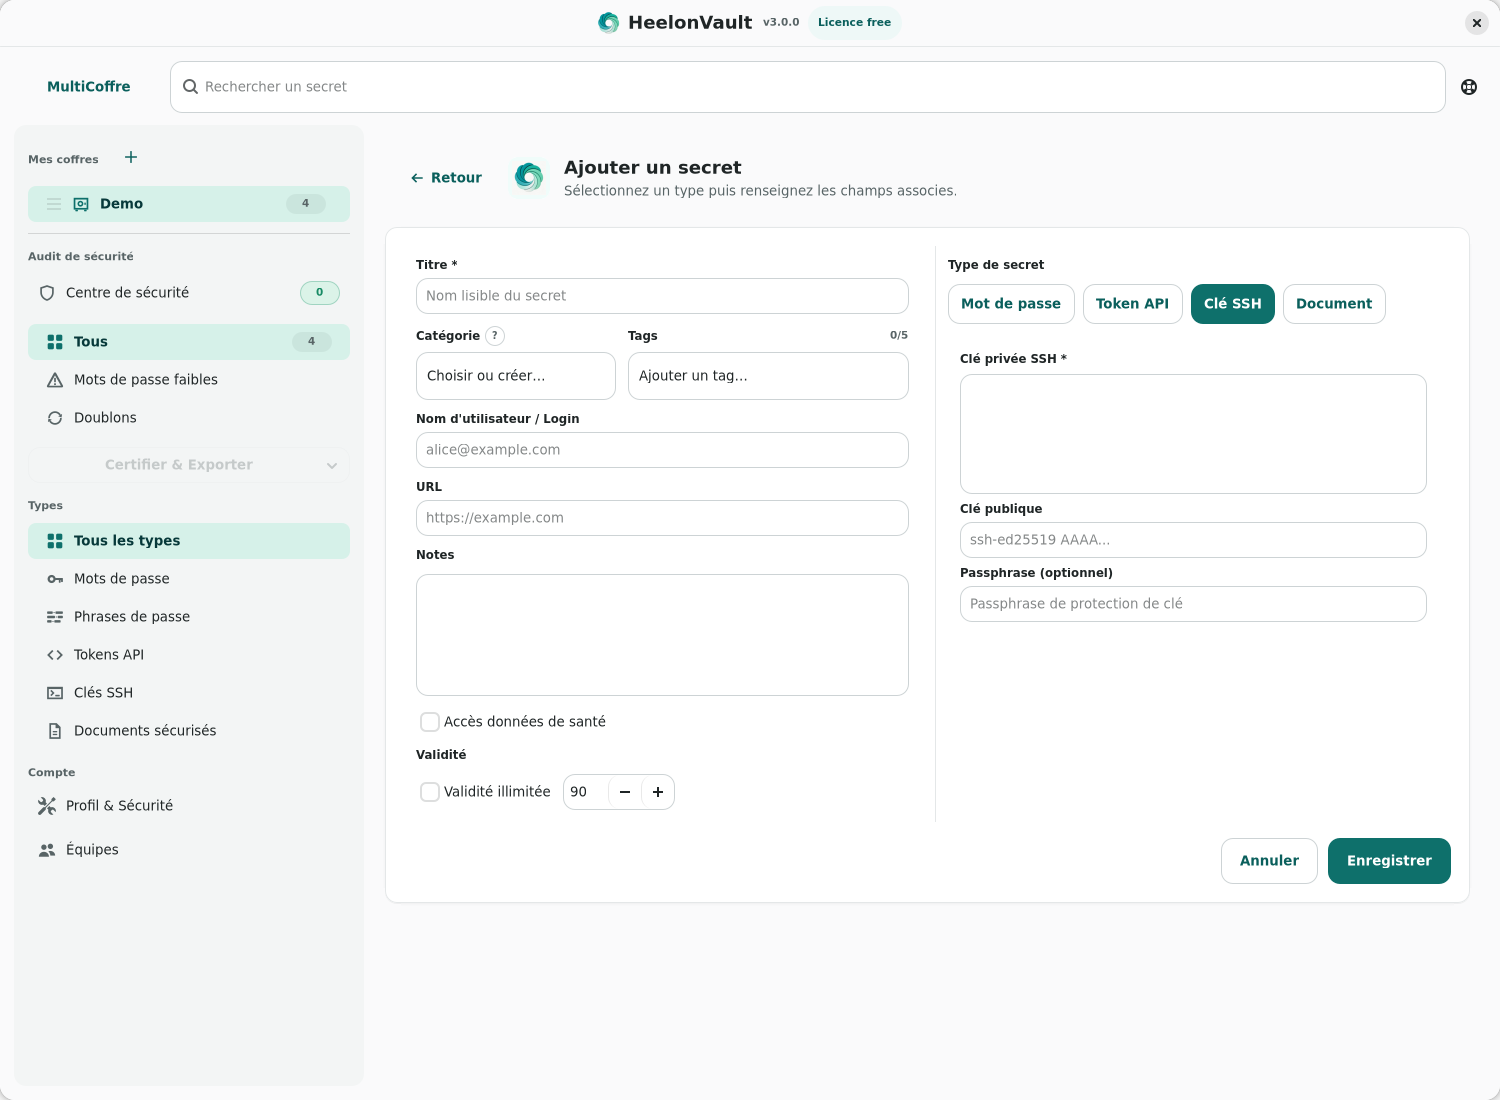 HeelonVault v3.0.0 Licence free
MultiCoffre
Rechercher un secret
Mes coffres
Demo 4
Audit de sécurité
Centre de sécurité 0
Tous 4
Mots de passe faibles
Doublons
Certifier & Exporter
Types
Tous les types
Mots de passe
Phrases de passe
Tokens API
Clés SSH
Documents sécurisés
Compte
Profil & Sécurité
Équipes
Retour
Ajouter un secret
Sélectionnez un type puis renseignez les champs associes.
Titre *
Nom lisible du secret
Catégorie ? Tags 0/5
Choisir ou créer... Ajouter un tag...
Nom d'utilisateur / Login
alice@example.com
URL
https://example.com
Notes
Accès données de santé
Validité
Validité illimitée 90
Type de secret
Mot de passe Token API Clé SSH Document
Clé privée SSH *
Clé publique
ssh-ed25519 AAAA...
Passphrase (optionnel)
Passphrase de protection de clé
Annuler Enregistrer